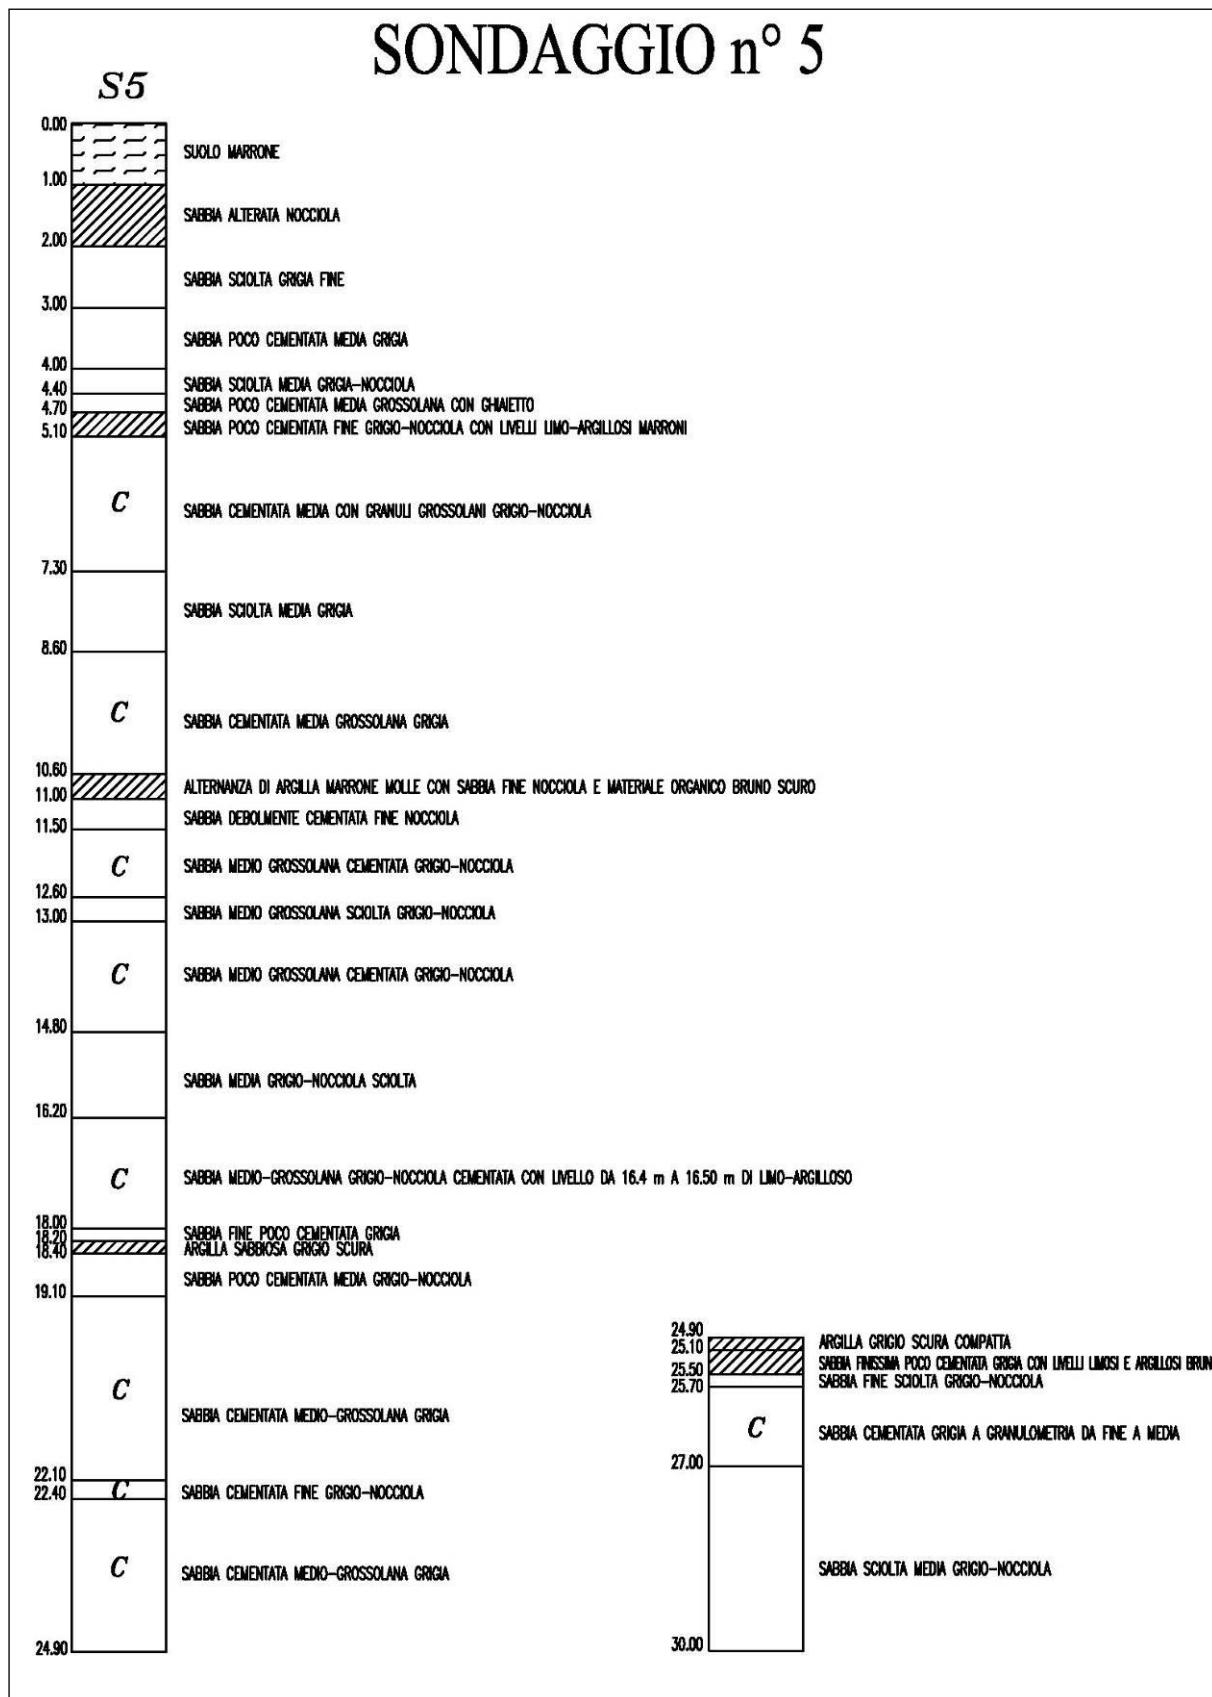 SONDAGGIO n° 5
S5
0.00
SUOLO MARRONE
1.00
SABBIA ALTERATA NOCCIOLA
2.00
SABBIA SCIOLTA GRIGIA FINE
3.00
SABBIA POCO CEMENTATA MEDIA GRIGIA
4.00
SABBIA SCIOLTA MEDIA GRIGIA-NOCCIOLA
4.40
SABBIA POCO CEMENTATA MEDIA GROSSOLANA CON GHIAIETTO
4.70
SABBIA POCO CEMENTATA FINE GRIGIO-NOCCIOLA CON LIVELLI LIMO-ARGILLOSI MARRONI
5.10
C
SABBIA CEMENTATA MEDIA CON GRANULI GROSSOLANI GRIGIO-NOCCIOLA
7.30
SABBIA SCIOLTA MEDIA GRIGIA
8.60
C
SABBIA CEMENTATA MEDIA GROSSOLANA GRIGIA
10.60
ALTERNANZA DI ARGILLA MARRONE MOLLE CON SABBIA FINE NOCCIOLA E MATERIALE ORGANICO BRUNO SCURO
11.00
SABBIA DEBOLMENTE CEMENTATA FINE NOCCIOLA
11.50
C
SABBIA MEDIO GROSSOLANA CEMENTATA GRIGIO-NOCCIOLA
12.60
SABBIA MEDIO GROSSOLANA SCIOLTA GRIGIO-NOCCIOLA
13.00
C
SABBIA MEDIO GROSSOLANA CEMENTATA GRIGIO-NOCCIOLA
14.80
SABBIA MEDIA GRIGIO-NOCCIOLA SCIOLTA
16.20
C
SABBIA MEDIO-GROSSOLANA GRIGIO-NOCCIOLA CEMENTATA CON LIVELLO DA 16.4 m A 16.50 m DI LIMO-ARGILLOSO
18.00
SABBIA FINE POCO CEMENTATA GRIGIA
18.20
ARGILLA SABBIOSA GRIGIO SCURA
18.40
SABBIA POCO CEMENTATA MEDIA GRIGIO-NOCCIOLA
19.10
C
SABBIA CEMENTATA MEDIO-GROSSOLANA GRIGIA
22.10
C
SABBIA CEMENTATA FINE GRIGIO-NOCCIOLA
22.40
C
SABBIA CEMENTATA MEDIO-GROSSOLANA GRIGIA
24.90
24.90
ARGILLA GRIGIO SCURA COMPATTA
25.10
SABBIA FINISSIMA POCO CEMENTATA GRIGIA CON LIVELLI LIMOSI E ARGILLOSI BRUN
25.50
SABBIA FINE SCIOLTA GRIGIO-NOCCIOLA
25.70
C
SABBIA CEMENTATA GRIGIA A GRANULOMETRIA DA FINE A MEDIA
27.00
SABBIA SCIOLTA MEDIA GRIGIO-NOCCIOLA
30.00